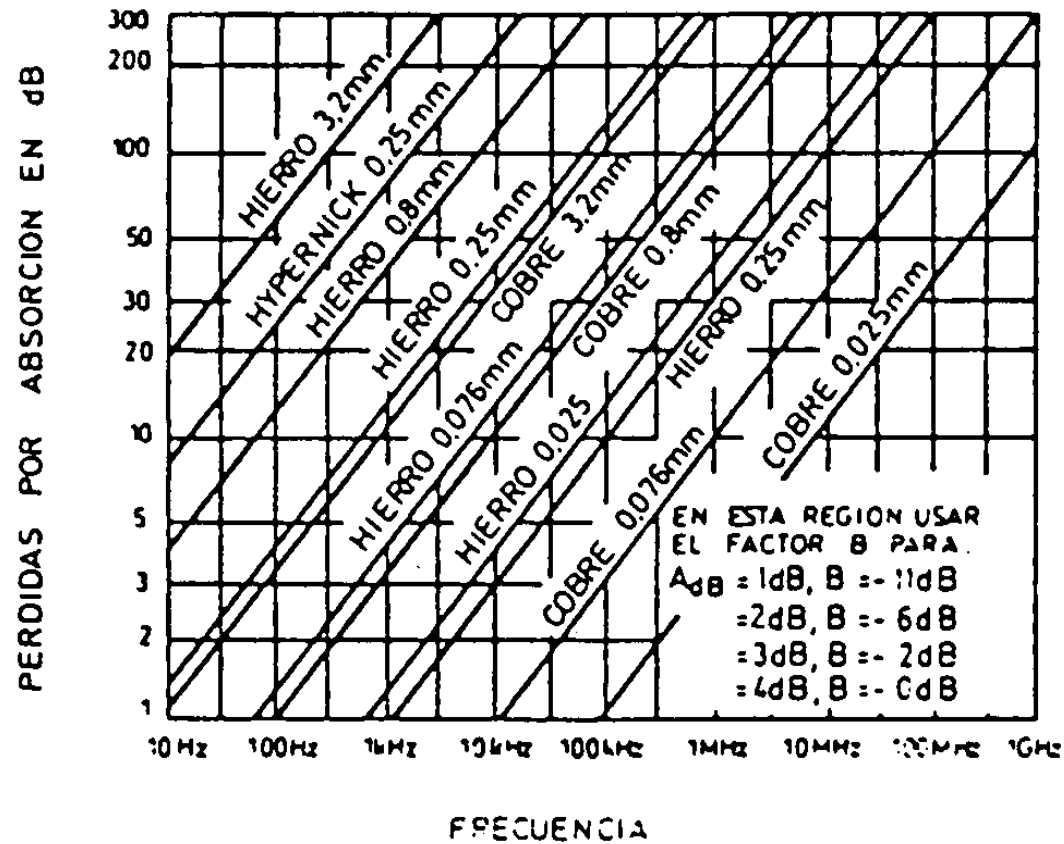 PERDIDAS POR ABSORCION EN dB
300
200
100
50
30
20
10
5
3
2
1
HIERRO 3,2mm
HYPERNICK 0.25mm
HIERRO 0,8mm
HIERRO 0.25mm
COBRE 3.2mm
HIERRO 0.076mm
COBRE 0.8mm
HIERRO 0.025
HIERRO 0.25mm
COBRE 0.076mm
COBRE 0.025mm
EN ESTA REGION USAR
EL FACTOR B PARA.
AdB = 1dB, B = - 11dB
=2dB, B =- 6dB
=3dB, B =- 2dB
=4dB, B =- 0dB
10Hz 100Hz 1kHz 10kHz 100kHz 1MHz 10MHz 100MHz 1GHz
FRECUENCIA